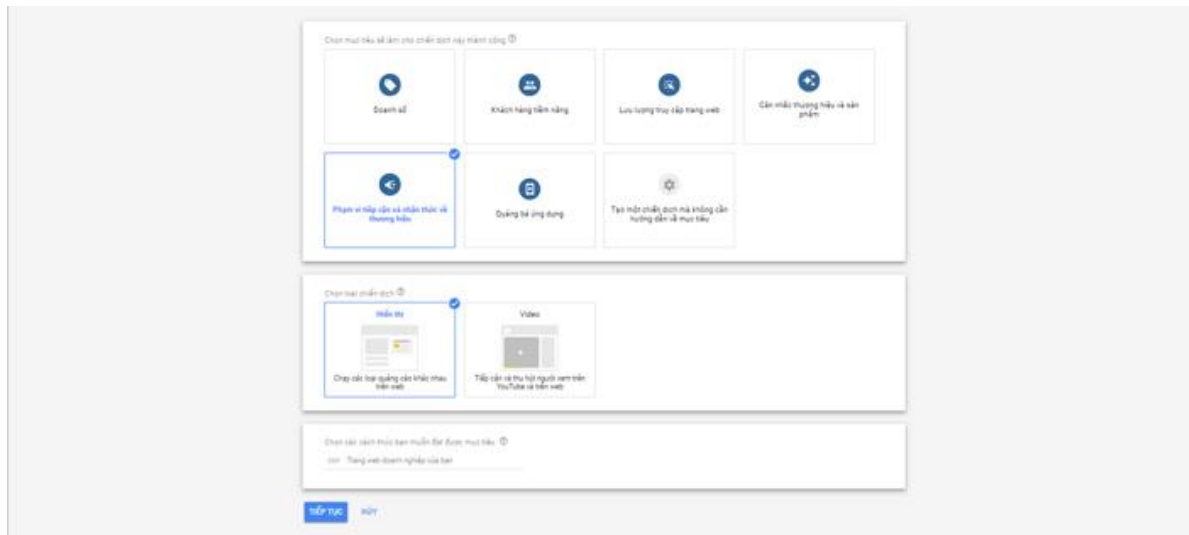 Chọn mục tiêu sẽ làm cho chiến dịch này thành công
Doanh số
Khách hàng tiềm năng
Lưu lượng truy cập trang web
Cân nhắc thương hiệu và sản
phẩm
Phạm vi tiếp cận và nhận thức về
thương hiệu
Quảng bá ứng dụng
Tạo một chiến dịch mà không cần
hướng dẫn về mục tiêu
Chọn loại chiến dịch
Hiển thị
Chạy các loại quảng cáo khác nhau
trên web
Video
Tiếp cận và thu hút người xem trên
YouTube và trên web
Chọn các cách thức bạn muốn đạt được mục tiêu
Trang web doanh nghiệp của bạn
TIẾP TỤC
HỦY